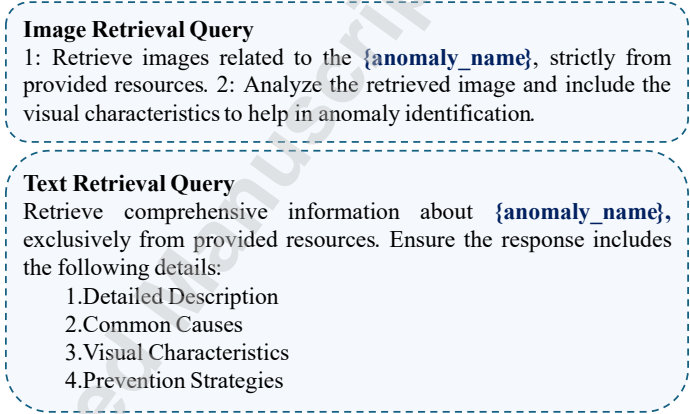 Image Retrieval Query
1: Retrieve images related to the {anomaly_name}, strictly from
provided resources. 2: Analyze the retrieved image and include the
visual characteristics to help in anomaly identification.
Text Retrieval Query
Retrieve comprehensive information about {anomaly_name},
exclusively from provided resources. Ensure the response includes
the following details:
1.Detailed Description
2.Common Causes
3.Visual Characteristics
4.Prevention Strategies
ed Manuscrip